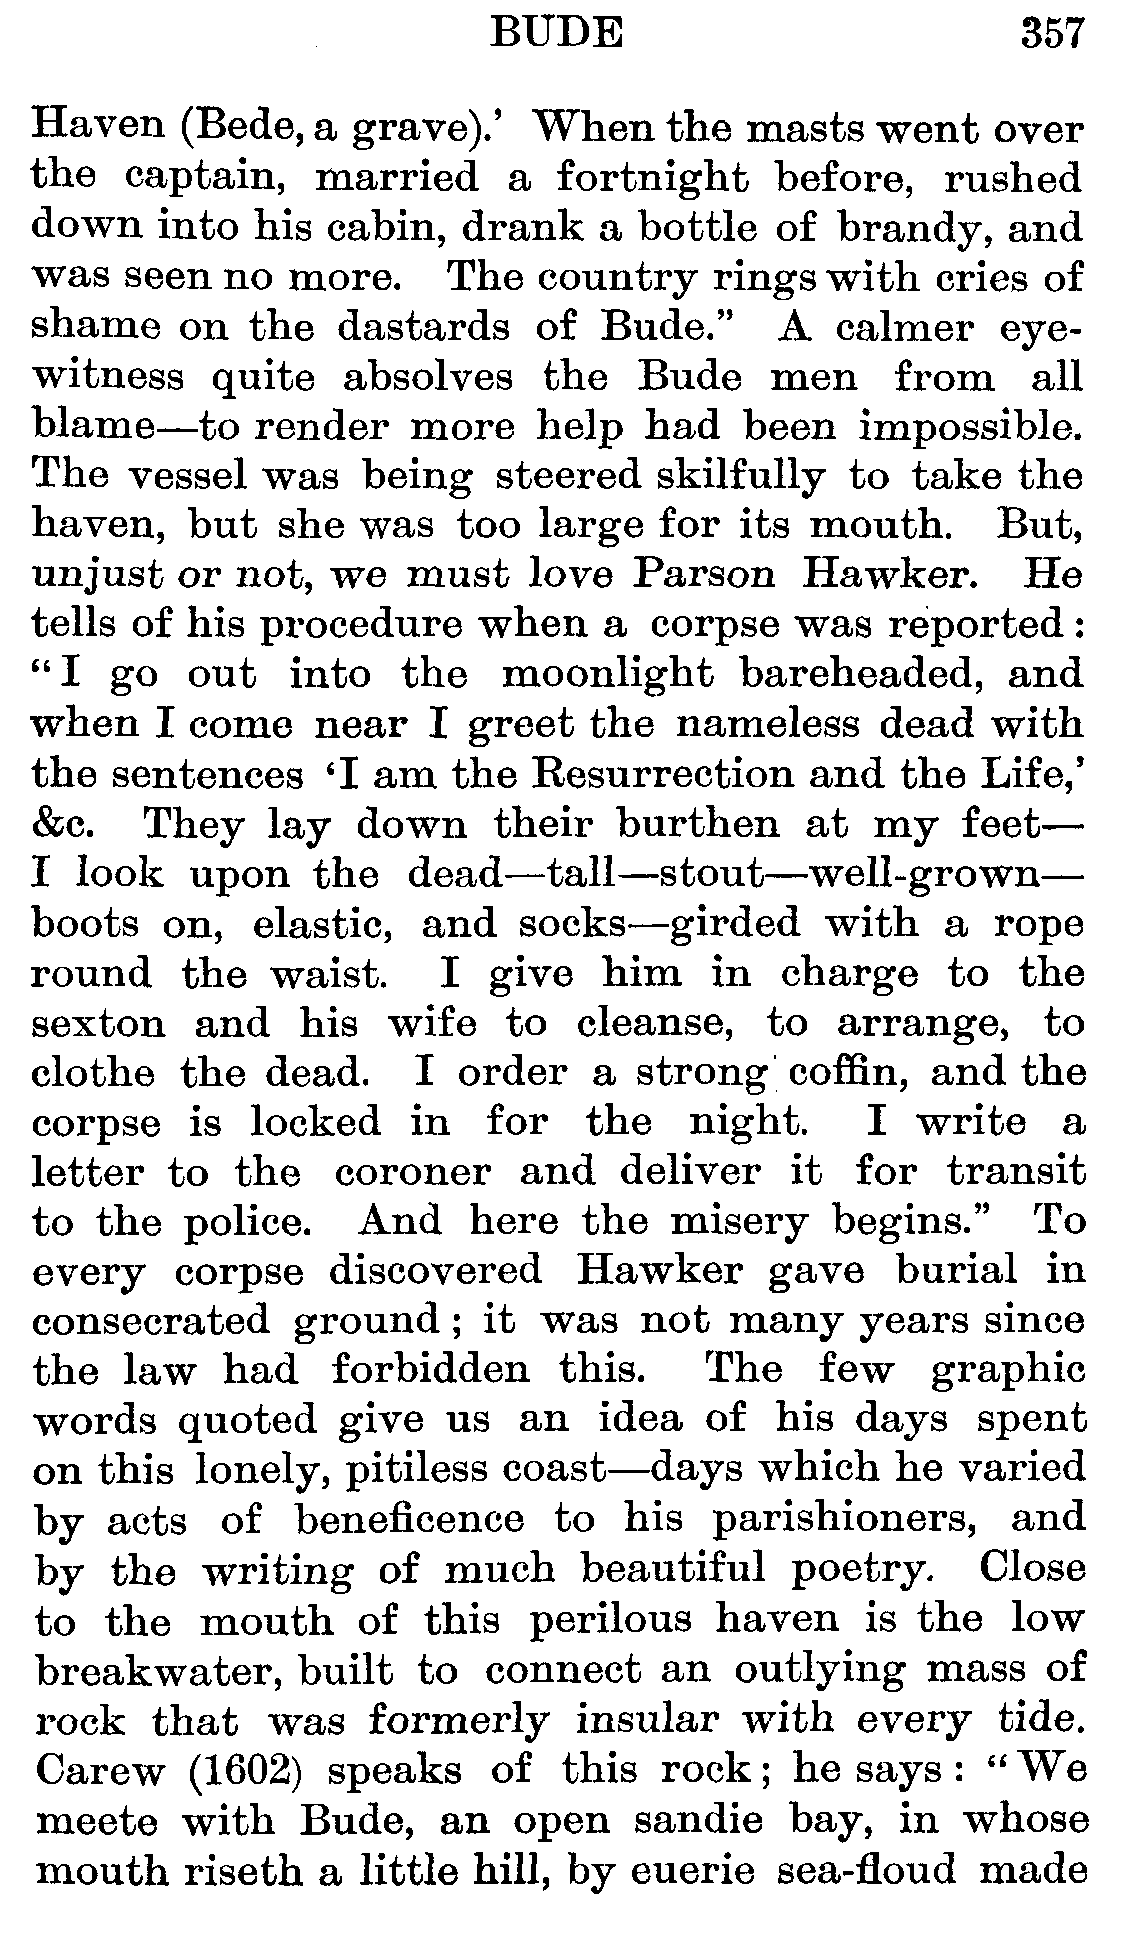 BUDE 357
Haven (Bede, a grave).’ When the masts went over
the captain, married a fortnight before, rushed
down into his cabin, drank a bottle of brandy, and
was seen no more. The country rings with cries of
shame on the dastards of Bude.” A calmer eye-
witness quite absolves the Bude men from all
blame—to render more help had been impossible.
The vessel was being steered skilfully to take the
haven, but she was too large for its mouth. But,
unjust or not, we must love Parson Hawker. He
tells of his procedure when a corpse was reported :
“I go out into the moonlight bareheaded, and
when I come near I greet the nameless dead with
the sentences ‘I am the Resurrection and the Life,’
&c. They lay down their burthen at my feet—
I look upon the dead—tall—stout—well-grown—
boots on, elastic, and socks—girded with a rope
round the waist. I give him in charge to the
sexton and his wife to cleanse, to arrange, to
clothe the dead. I order a strong coffin, and the
corpse is locked in for the night. I write a
letter to the coroner and deliver it for transit
to the police. And here the misery begins.” To
every corpse discovered Hawker gave burial in
consecrated ground ; it was not many years since
the law had forbidden this. The few graphic
words quoted give us an idea of his days spent
on this lonely, pitiless coast—days which he varied
by acts of beneficence to his parishioners, and
by the writing of much beautiful poetry. Close
to the mouth of this perilous haven is the low
breakwater, built to connect an outlying mass of
rock that was formerly insular with every tide.
Carew (1602) speaks of this rock ; he says : “We
meete with Bude, an open sandie bay, in whose
mouth riseth a little hill, by euerie sea-floud made